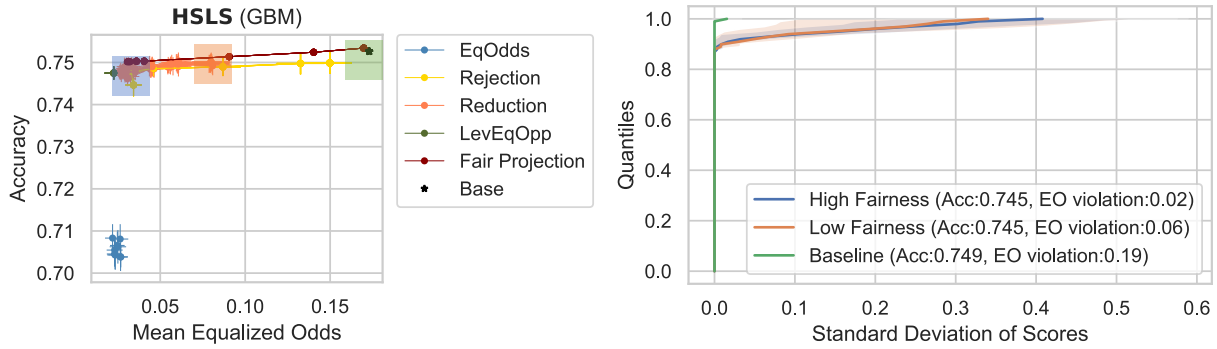 HSLS (GBM)
Accuracy
0.75
0.74
0.73
0.72
0.71
0.70
0.05
0.10
0.15
Mean Equalized Odds
EqOdds
Rejection
Reduction
LevEqOpp
Fair Projection
Base
Quantiles
1.0
0.8
0.6
0.4
0.2
0.0
High Fairness (Acc:0.745, EO violation:0.02)
Low Fairness (Acc:0.745, EO violation:0.06)
Baseline (Acc:0.749, EO violation:0.19)
0.0
0.1
0.2
0.3
0.4
0.5
0.6
Standard Deviation of Scores